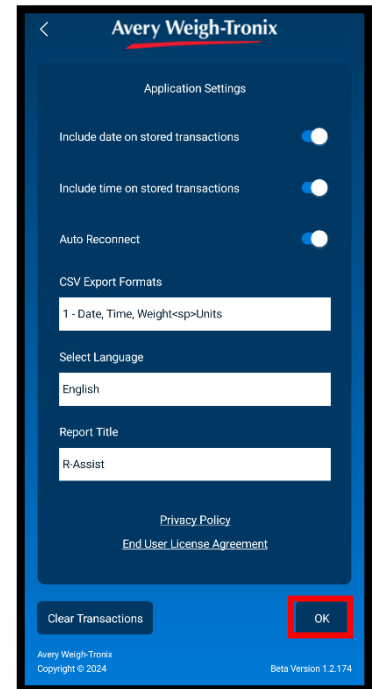 Avery Weigh-Tronix
Application Settings
Include date on stored transactions
Include time on stored transactions
Auto Reconnect
CSV Export Formats
1 - Date, Time, Weight<sp>Units
Select Language
English
Report Title
R-Assist
Privacy Policy
End User License Agreement
Clear Transactions
OK
Avery Weigh-Tronix
Copyright © 2024
Beta Version 1.2.174